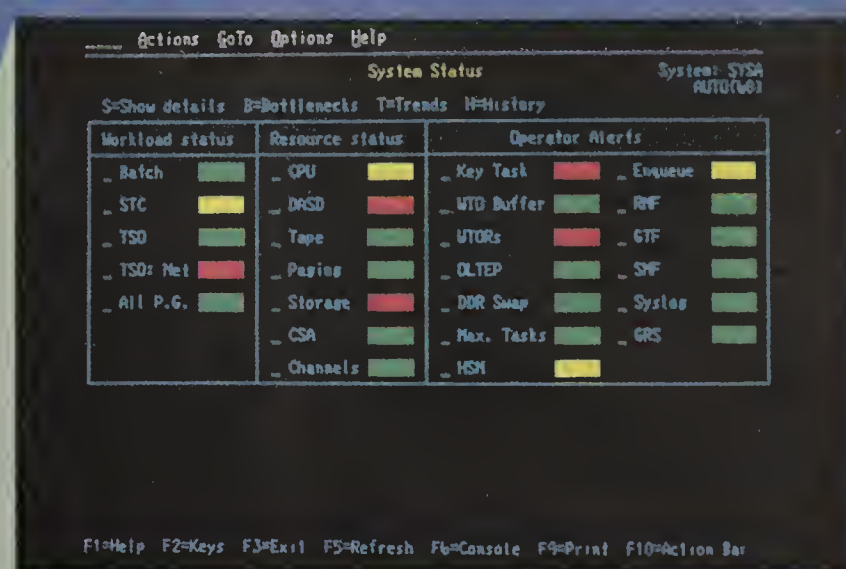 Actions GoTo Options Help
System Status
System: SYSA
AUTO(60)
S=Show details B=Bottlenecks T=Trends H=History
Workload status Resource status Operator Alerts
_ Batch _ CPU _ Key Task _ Enqueue
_ STC _ DASD _ WTO Buffer _ RMF
_ TSO _ Tape _ WTORs _ GTF
_ TSO: Net _ Paging _ OLTEP _ SMF
_ All P.G. _ Storage _ DDR Swap _ Syslog
_ CSA _ Max. Tasks _ GRS
_ Channels _ HSM
F1=Help F2=Keys F3=Exit F5=Refresh F6=Console F9=Print F10=Action Bar